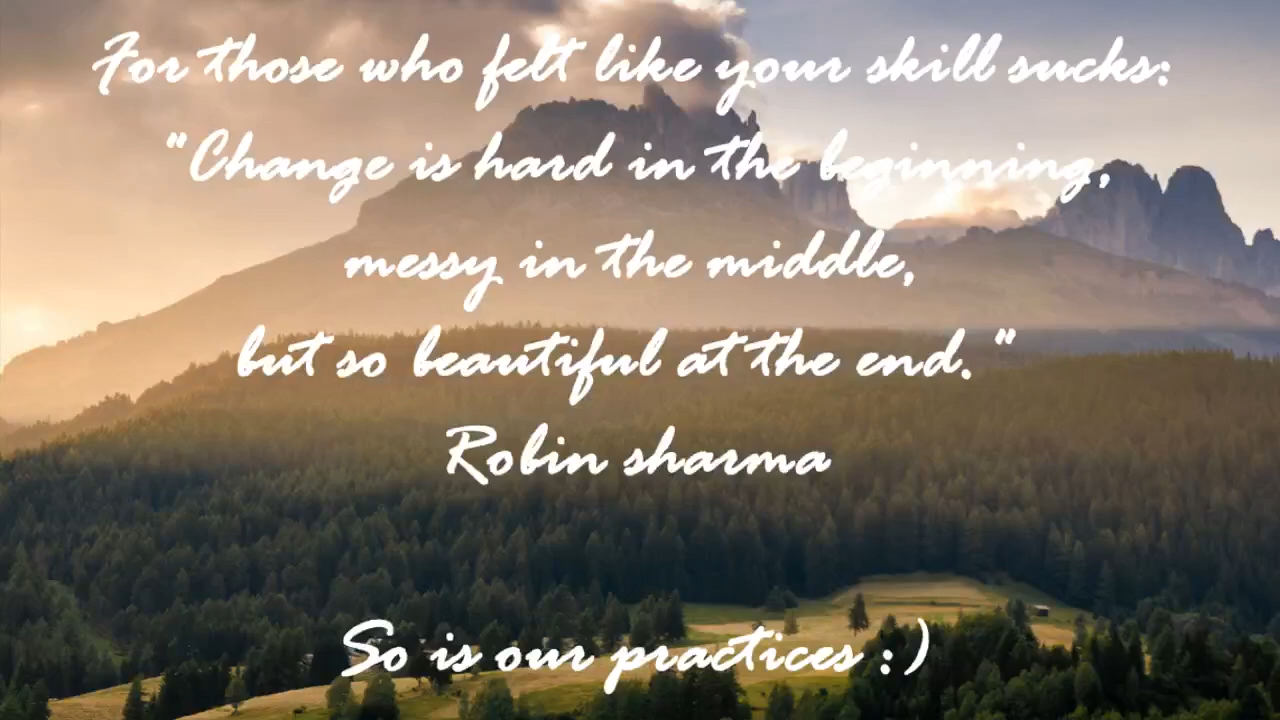 For those who felt like your skill sucks:
"Change is hard in the beginning,
messy in the middle,
but so beautiful at the end."
Robin sharma
So is our practices :)